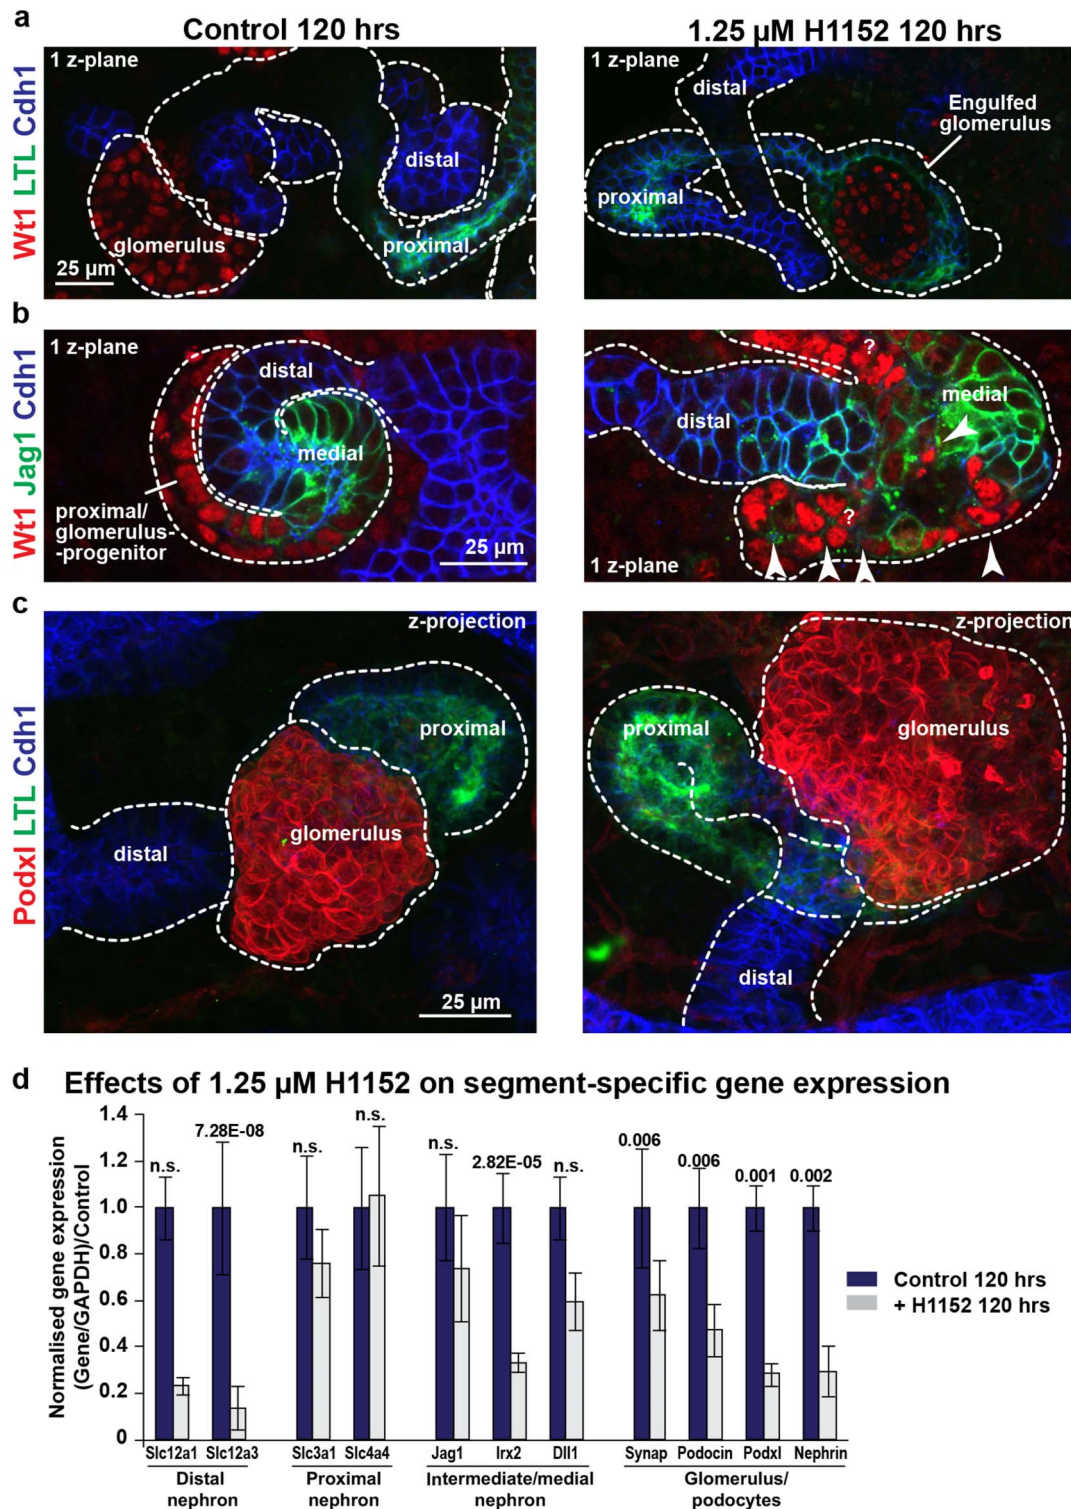 a
Control 120 hrs
1.25 µM H1152 120 hrs
Wt1 LTL Cdh1
1 z-plane
distal
glomerulus
proximal
25 µm
1 z-plane
distal
Engulfed
glomerulus
proximal
b
Wt1 Jag1 Cdh1
1 z-plane
distal
medial
proximal/
glomerulus-
-progenitor
25 µm
?
medial
distal
?
1 z-plane
c
Podxl LTL Cdh1
z-projection
proximal
glomerulus
distal
25 µm
z-projection
proximal
glomerulus
distal
d
Effects of 1.25 µM H1152 on segment-specific gene expression
Normalised gene expression
(Gene/GAPDH)/Control
1.4
1.2
1.0
0.8
0.6
0.4
0.2
0
n.s.
7.28E-08
n.s.
n.s.
n.s.
2.82E-05
n.s.
0.006
0.006
0.001
0.002
Control 120 hrs
+ H1152 120 hrs
Slc12a1 Slc12a3 Slc3a1 Slc4a4 Jag1 Irx2 Dll1 Synap Podocin Podxl Nephrin
Distal
nephron
Proximal
nephron
Intermediate/medial
nephron
Glomerulus/
podocytes